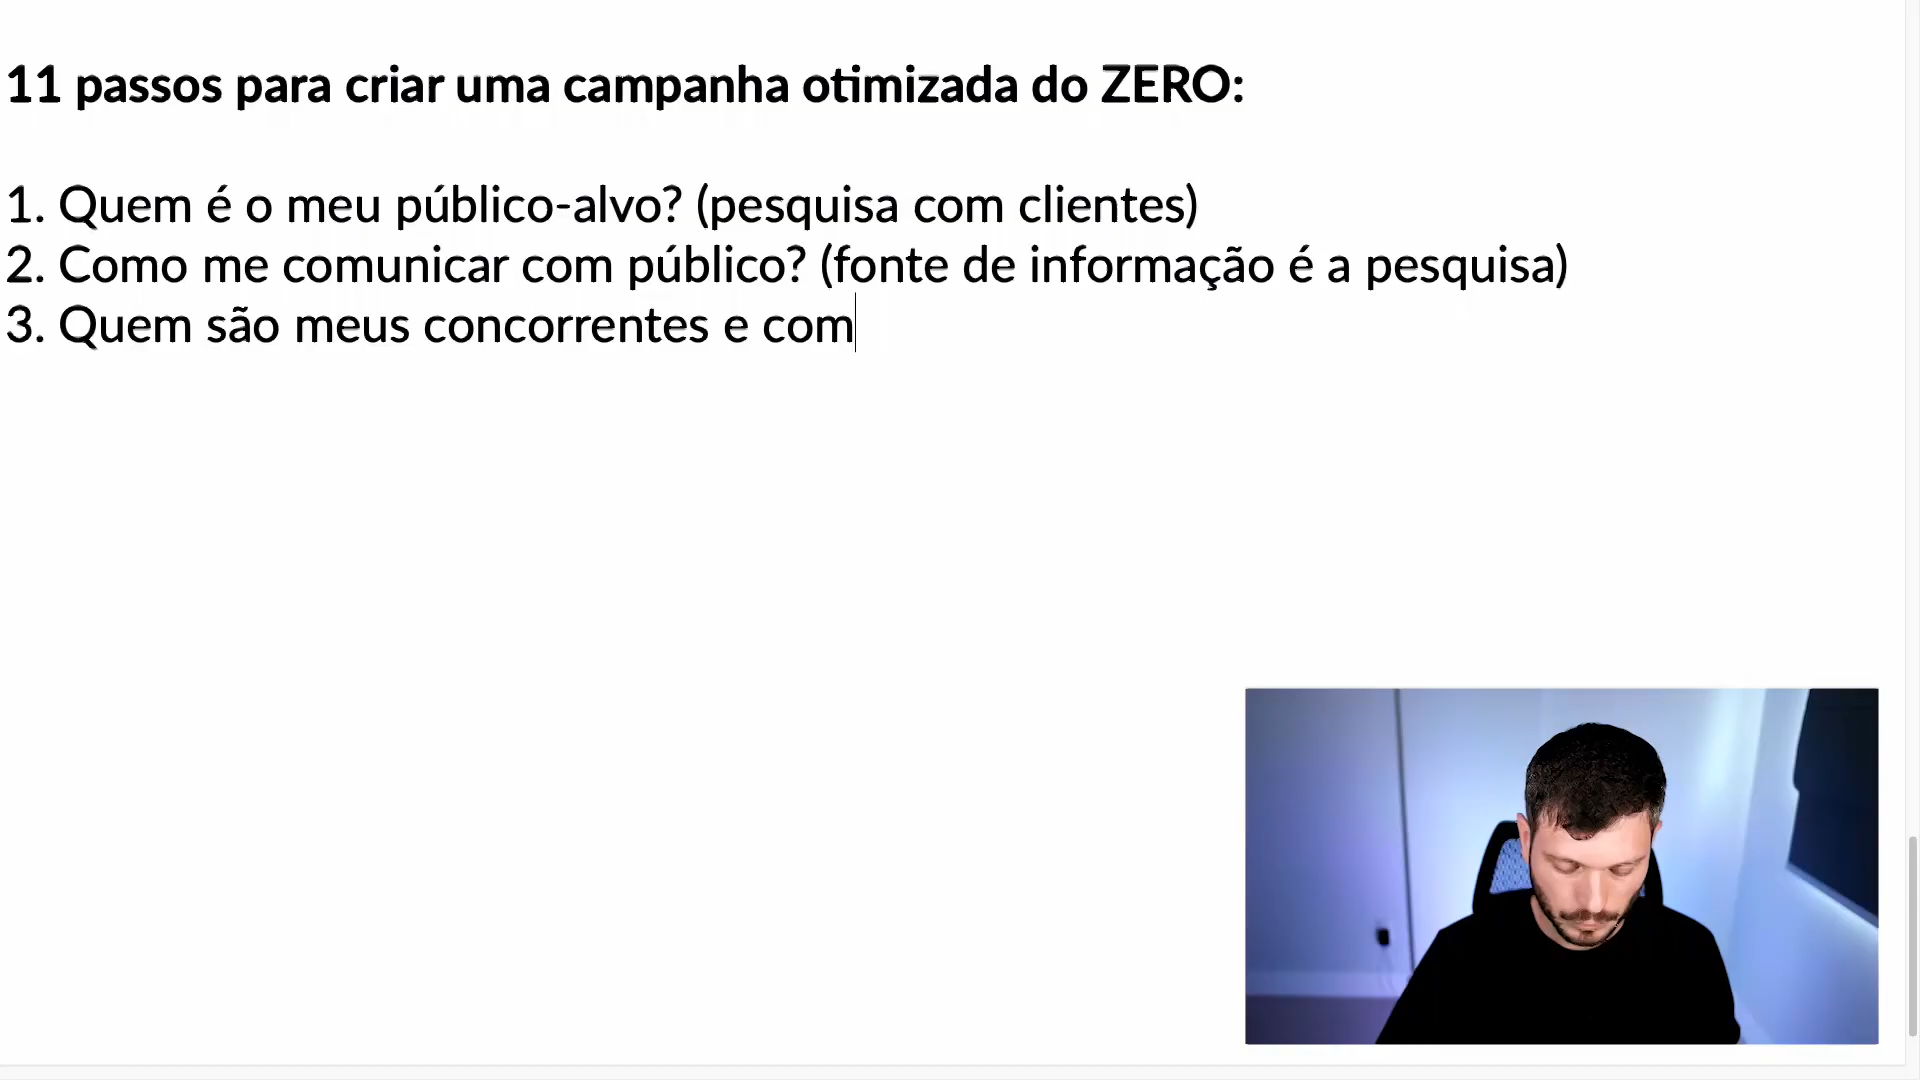 11 passos para criar uma campanha otimizada do ZERO:
1. Quem é o meu público-alvo? (pesquisa com clientes)
2. Como me comunicar com público? (fonte de informação é a pesquisa)
3. Quem são meus concorrentes e com